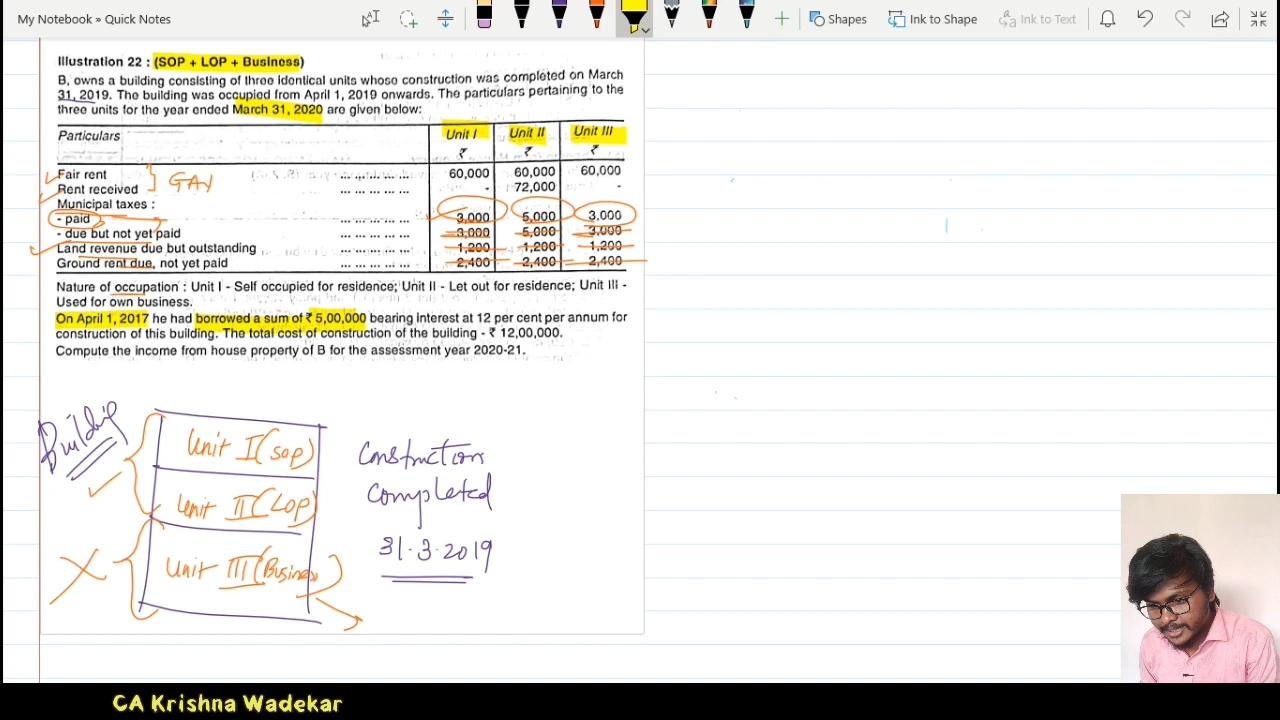 My Notebook » Quick Notes
Shapes
Ink to Shape
Ink to Text
Illustration 22 : (SOP + LOP + Business)
B, owns a building consisting of three identical units whose construction was completed on March
31, 2019. The building was occupied from April 1, 2019 onwards. The particulars pertaining to the
three units for the year ended March 31, 2020 are given below:
Particulars Unit I Unit II Unit III
₹ ₹ ₹
Fair rent ... ... ... ... ... 60,000 60,000 60,000
Rent received ... ... ... ... ... - 72,000 -
GAV
Municipal taxes :
- paid ... ... ... ... ... 3,000 5,000 3,000
- due but not yet paid ... ... ... ... ... 3,000 5,000 3,000
Land revenue due but outstanding ... ... ... ... ... 1,200 1,200 1,200
Ground rent due, not yet paid ... ... ... ... ... 2,400 2,400 2,400
Nature of occupation : Unit I - Self occupied for residence; Unit II - Let out for residence; Unit III -
Used for own business.
On April 1, 2017 he had borrowed a sum of ₹ 5,00,000 bearing interest at 12 per cent per annum for
construction of this building. The total cost of construction of the building - ₹ 12,00,000.
Compute the income from house property of B for the assessment year 2020-21.
Building
Unit I (SOP)
Unit II (LOP)
Unit III (Business)
Construction
Completed
31.3.2019
CA Krishna Wadekar